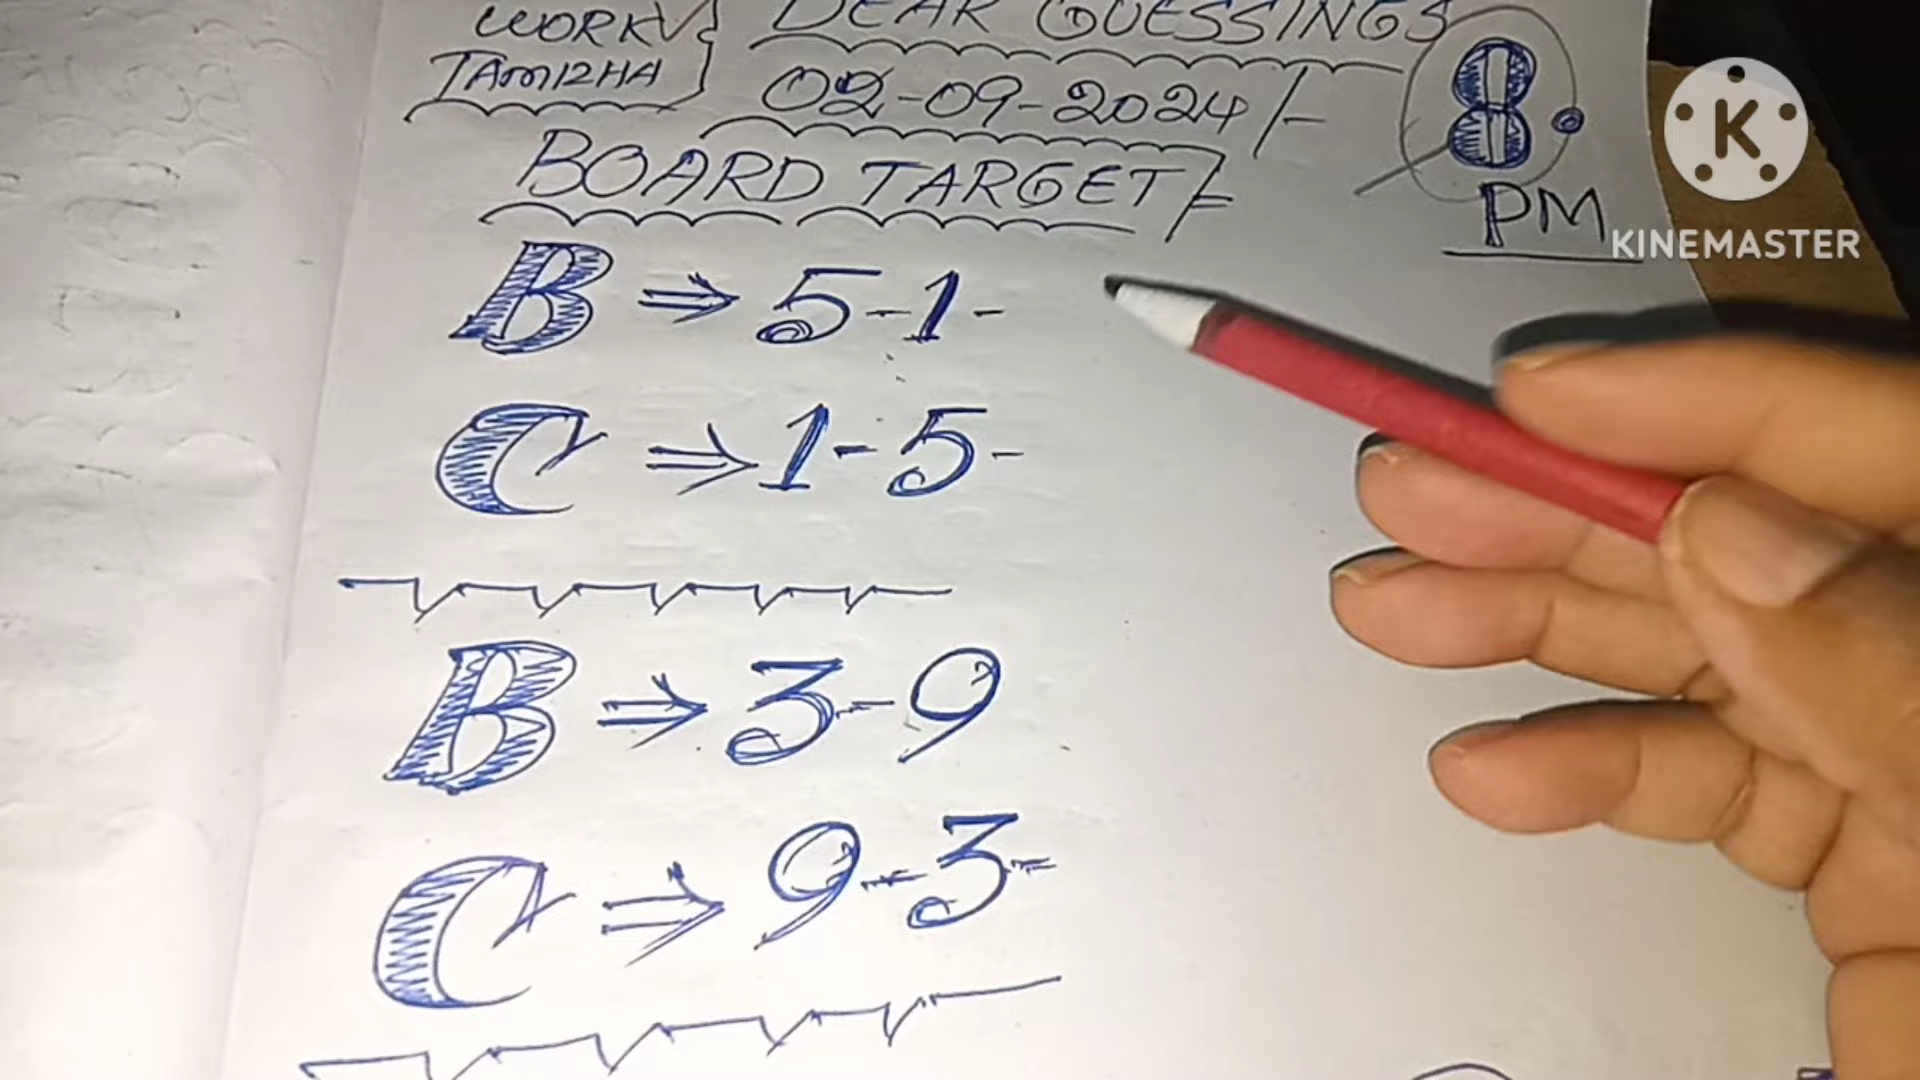 WORKV DEAR GUESSINGS
TAMIZHA
02-09-2024/-
8.
PM
BOARD TARGET/=
B ⇒ 5-1-
C ⇒ 1-5-
B ⇒ 3-9
C ⇒ 9-3-
K
KINEMASTER